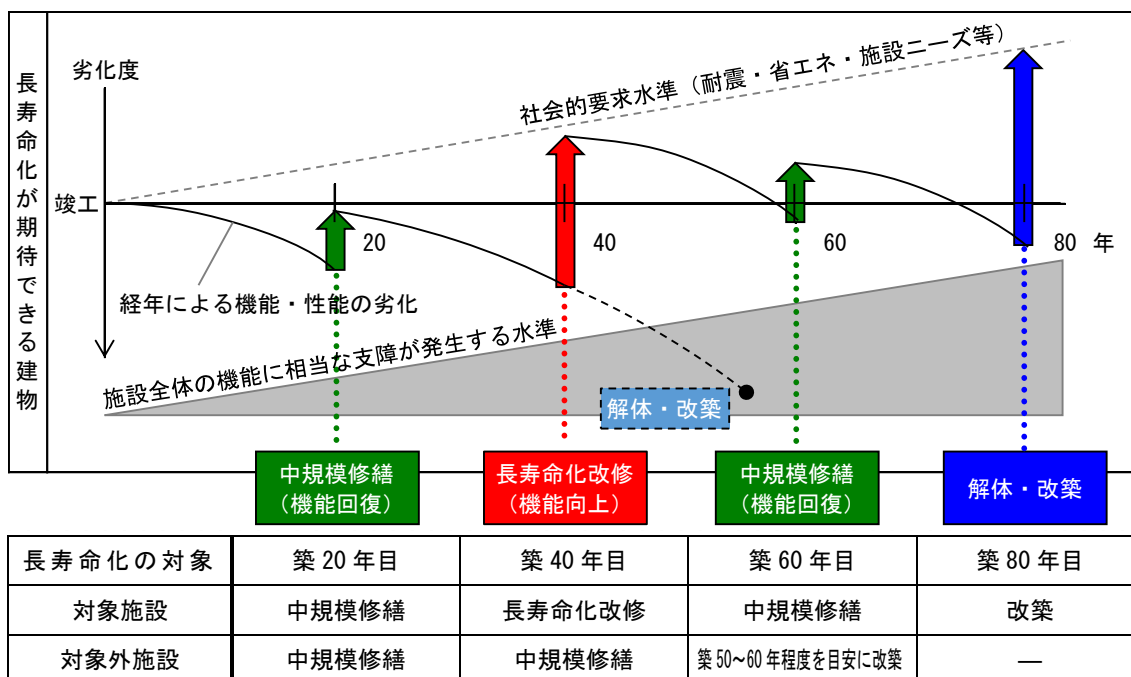 長寿命化が期待できる建物
劣化度
社会的要求水準（耐震・省エネ・施設ニーズ等）
竣工
20
40
60
80 年
経年による機能・性能の劣化
施設全体の機能に相当な支障が発生する水準
解体・改築
中規模修繕
（機能回復）
長寿命化改修
（機能向上）
中規模修繕
（機能回復）
解体・改築
長寿命化の対象 築 20 年目 築 40 年目 築 60 年目 築 80 年目
対象施設 中規模修繕 長寿命化改修 中規模修繕 改築
対象外施設 中規模修繕 中規模修繕 築 50~60 年程度を目安に改築 ―